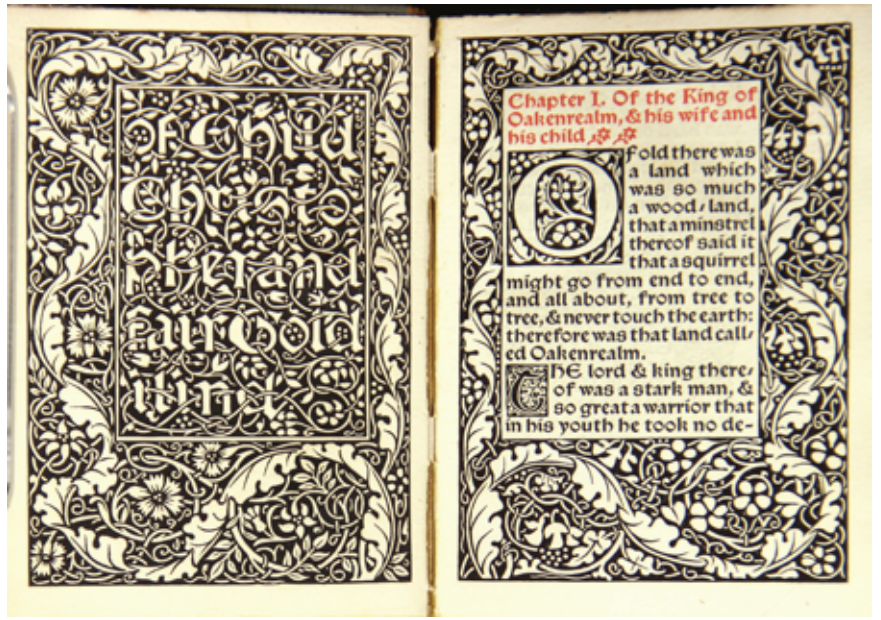 Of Child
Christo
pher and
fair Gold
ilind
Chapter I. Of the King of
Oakenrealm, & his wife and
his child
Of old there was
a land which
was so much
a wood-land,
that a minstrel
thereof said it
that a squirrel
might go from end to end,
and all about, from tree to
tree, & never touch the earth:
therefore was that land call-
ed Oakenrealm.
The lord & king there-
of was a stark man, &
so great a warrior that
in his youth he took no de-